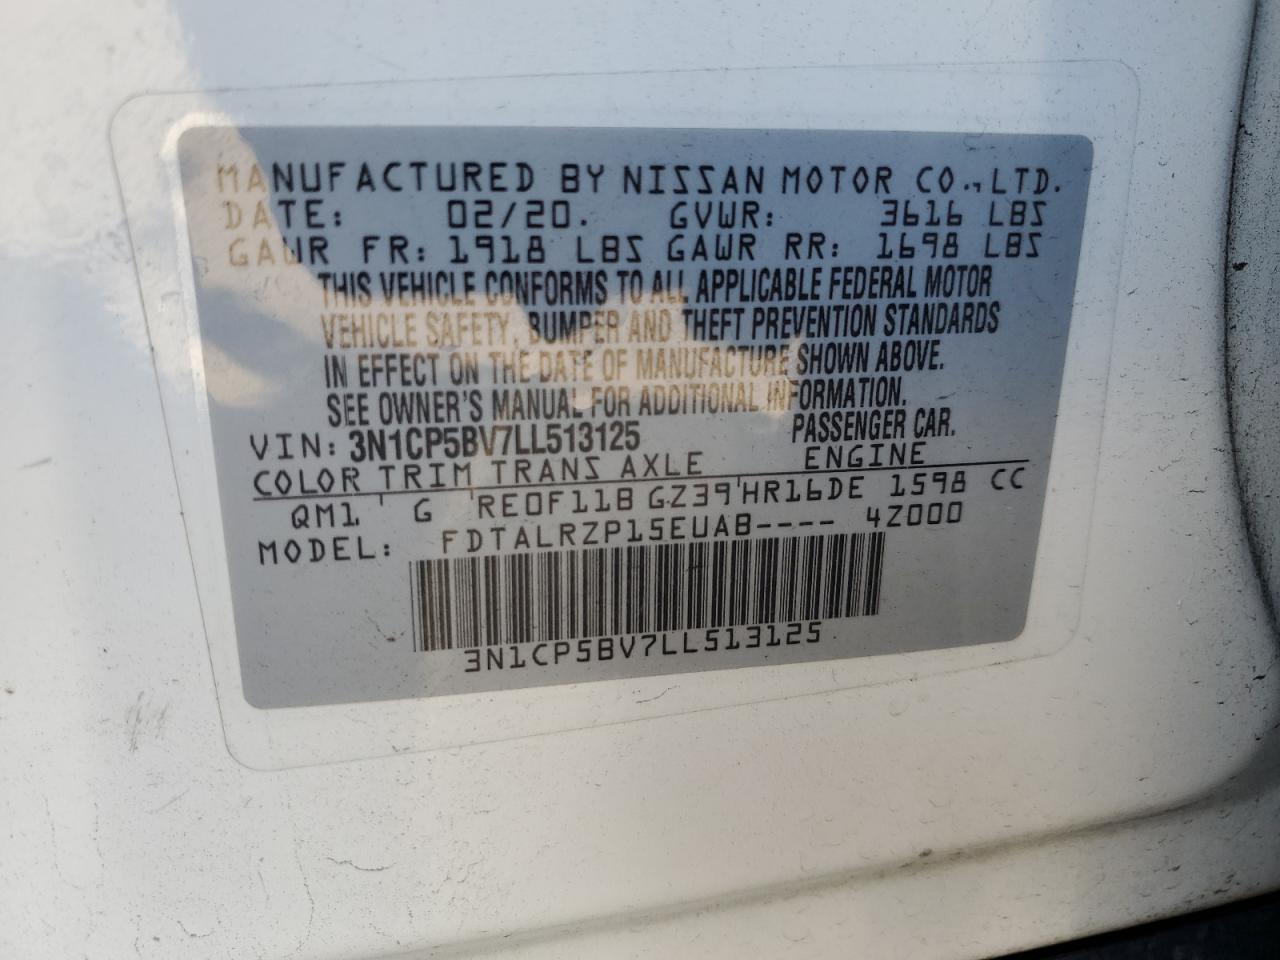 MANUFACTURED BY NISSAN MOTOR CO., LTD.
DATE: 02/20. GVWR: 3616 LBS
GAWR FR: 1918 LBS GAWR RR: 1698 LBS
THIS VEHICLE CONFORMS TO ALL APPLICABLE FEDERAL MOTOR
VEHICLE SAFETY, BUMPER AND THEFT PREVENTION STANDARDS
IN EFFECT ON THE DATE OF MANUFACTURE SHOWN ABOVE.
SEE OWNER'S MANUAL FOR ADDITIONAL INFORMATION.
VIN: 3N1CP5BV7LL513125 PASSENGER CAR.
COLOR TRIM TRANS AXLE ENGINE
QM1 G RE0F11B GZ39 HR16DE 1598 CC
MODEL: FDTALRZP15EUAB---- 4Z000
3N1CP5BV7LL513125